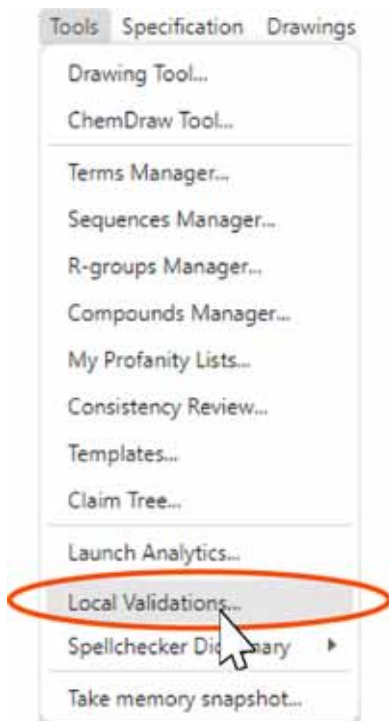 Tools Specification Drawings
Drawing Tool...
ChemDraw Tool...
Terms Manager...
Sequences Manager...
R-groups Manager...
Compounds Manager...
My Profanity Lists...
Consistency Review...
Templates...
Claim Tree...
Launch Analytics...
Local Validations...
Spellchecker Dictionary
Take memory snapshot...